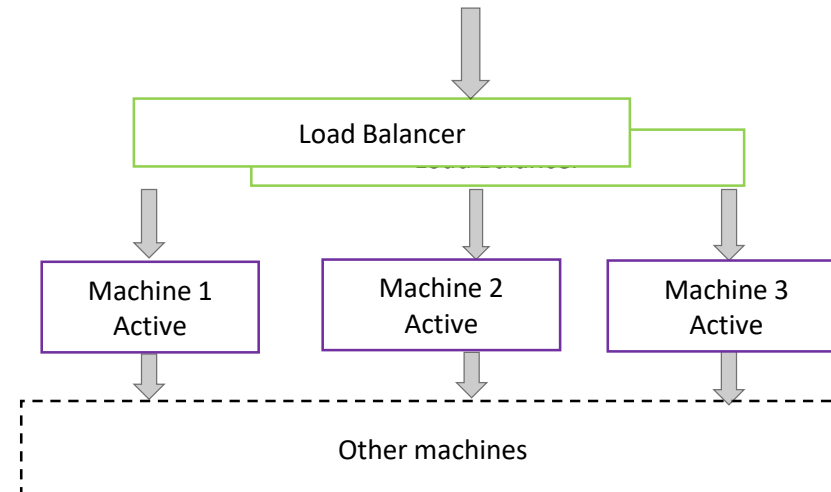 Load Balancer
Machine 1
Active
Machine 2
Active
Machine 3
Active
Other machines